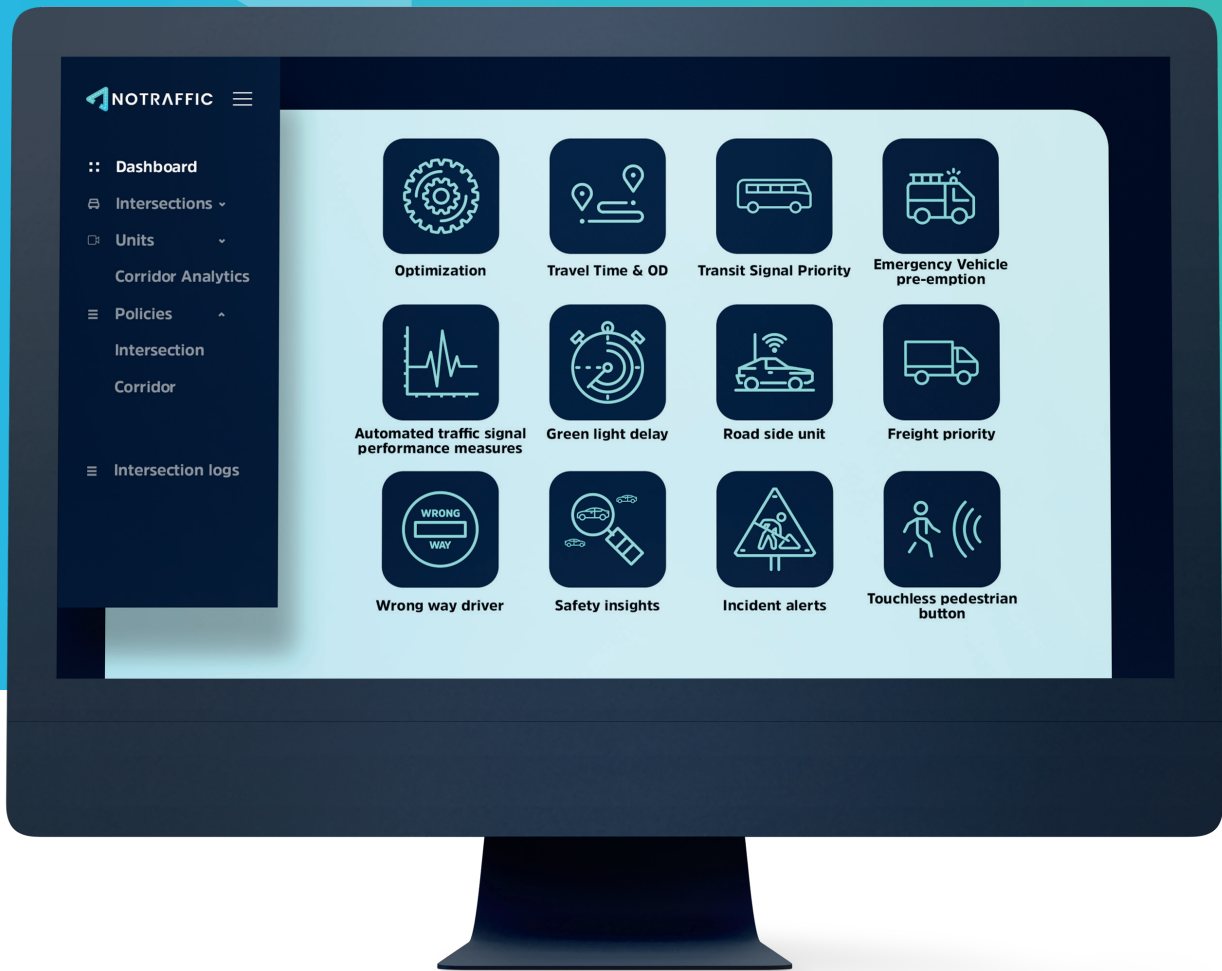 NOTRAFFIC
Dashboard
Intersections
Units
Corridor Analytics
Policies
Intersection
Corridor
Intersection logs
Optimization
Travel Time & OD
Transit Signal Priority
Emergency Vehicle
pre-emption
Automated traffic signal
performance measures
Green light delay
Road side unit
Freight priority
WRONG
WAY
Wrong way driver
Safety insights
Incident alerts
Touchless pedestrian
button